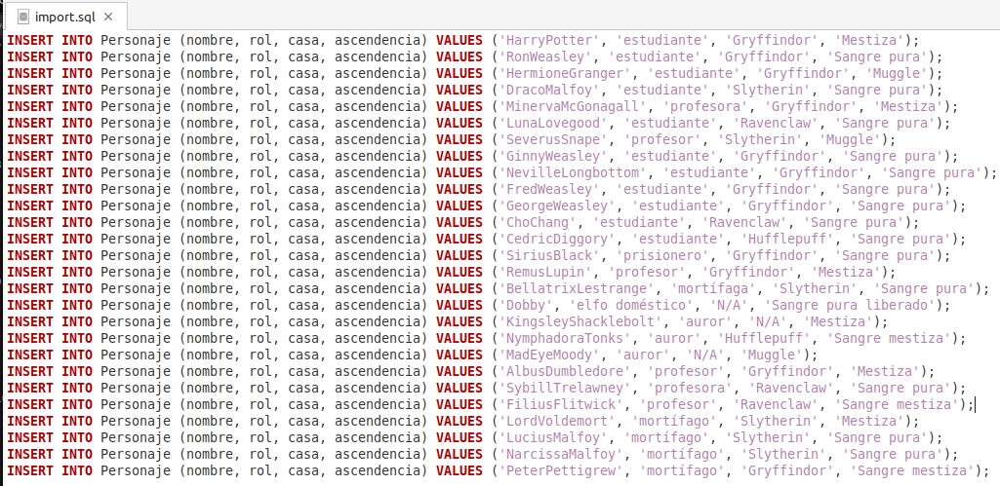 import.sql
INSERT INTO Personaje (nombre, rol, casa, ascendencia) VALUES ('HarryPotter', 'estudiante', 'Gryffindor', 'Mestiza');
INSERT INTO Personaje (nombre, rol, casa, ascendencia) VALUES ('RonWeasley', 'estudiante', 'Gryffindor', 'Sangre pura');
INSERT INTO Personaje (nombre, rol, casa, ascendencia) VALUES ('HermioneGranger', 'estudiante', 'Gryffindor', 'Muggle');
INSERT INTO Personaje (nombre, rol, casa, ascendencia) VALUES ('DracoMalfoy', 'estudiante', 'Slytherin', 'Sangre pura');
INSERT INTO Personaje (nombre, rol, casa, ascendencia) VALUES ('MinervaMcGonagall', 'profesora', 'Gryffindor', 'Mestiza');
INSERT INTO Personaje (nombre, rol, casa, ascendencia) VALUES ('LunaLovegood', 'estudiante', 'Ravenclaw', 'Sangre pura');
INSERT INTO Personaje (nombre, rol, casa, ascendencia) VALUES ('SeverusSnape', 'profesor', 'Slytherin', 'Muggle');
INSERT INTO Personaje (nombre, rol, casa, ascendencia) VALUES ('GinnyWeasley', 'estudiante', 'Gryffindor', 'Sangre pura');
INSERT INTO Personaje (nombre, rol, casa, ascendencia) VALUES ('NevilleLongbottom', 'estudiante', 'Gryffindor', 'Sangre pura');
INSERT INTO Personaje (nombre, rol, casa, ascendencia) VALUES ('FredWeasley', 'estudiante', 'Gryffindor', 'Sangre pura');
INSERT INTO Personaje (nombre, rol, casa, ascendencia) VALUES ('GeorgeWeasley', 'estudiante', 'Gryffindor', 'Sangre pura');
INSERT INTO Personaje (nombre, rol, casa, ascendencia) VALUES ('ChoChang', 'estudiante', 'Ravenclaw', 'Sangre pura');
INSERT INTO Personaje (nombre, rol, casa, ascendencia) VALUES ('CedricDiggory', 'estudiante', 'Hufflepuff', 'Sangre pura');
INSERT INTO Personaje (nombre, rol, casa, ascendencia) VALUES ('SiriusBlack', 'prisionero', 'Gryffindor', 'Sangre pura');
INSERT INTO Personaje (nombre, rol, casa, ascendencia) VALUES ('RemusLupin', 'profesor', 'Gryffindor', 'Mestiza');
INSERT INTO Personaje (nombre, rol, casa, ascendencia) VALUES ('BellatrixLestrange', 'mortífaga', 'Slytherin', 'Sangre pura');
INSERT INTO Personaje (nombre, rol, casa, ascendencia) VALUES ('Dobby', 'elfo doméstico', 'N/A', 'Sangre pura liberado');
INSERT INTO Personaje (nombre, rol, casa, ascendencia) VALUES ('KingsleyShacklebolt', 'auror', 'N/A', 'Mestiza');
INSERT INTO Personaje (nombre, rol, casa, ascendencia) VALUES ('NymphadoraTonks', 'auror', 'Hufflepuff', 'Sangre mestiza');
INSERT INTO Personaje (nombre, rol, casa, ascendencia) VALUES ('MadEyeMoody', 'auror', 'N/A', 'Muggle');
INSERT INTO Personaje (nombre, rol, casa, ascendencia) VALUES ('AlbusDumbledore', 'profesor', 'Gryffindor', 'Mestiza');
INSERT INTO Personaje (nombre, rol, casa, ascendencia) VALUES ('SybillTrelawney', 'profesora', 'Ravenclaw', 'Sangre pura');
INSERT INTO Personaje (nombre, rol, casa, ascendencia) VALUES ('FiliusFlitwick', 'profesor', 'Ravenclaw', 'Sangre mestiza');
INSERT INTO Personaje (nombre, rol, casa, ascendencia) VALUES ('LordVoldemort', 'mortífago', 'Slytherin', 'Mestiza');
INSERT INTO Personaje (nombre, rol, casa, ascendencia) VALUES ('LuciusMalfoy', 'mortífago', 'Slytherin', 'Sangre pura');
INSERT INTO Personaje (nombre, rol, casa, ascendencia) VALUES ('NarcissaMalfoy', 'mortífago', 'Slytherin', 'Sangre pura');
INSERT INTO Personaje (nombre, rol, casa, ascendencia) VALUES ('PeterPettigrew', 'mortífago', 'Gryffindor', 'Sangre mestiza');